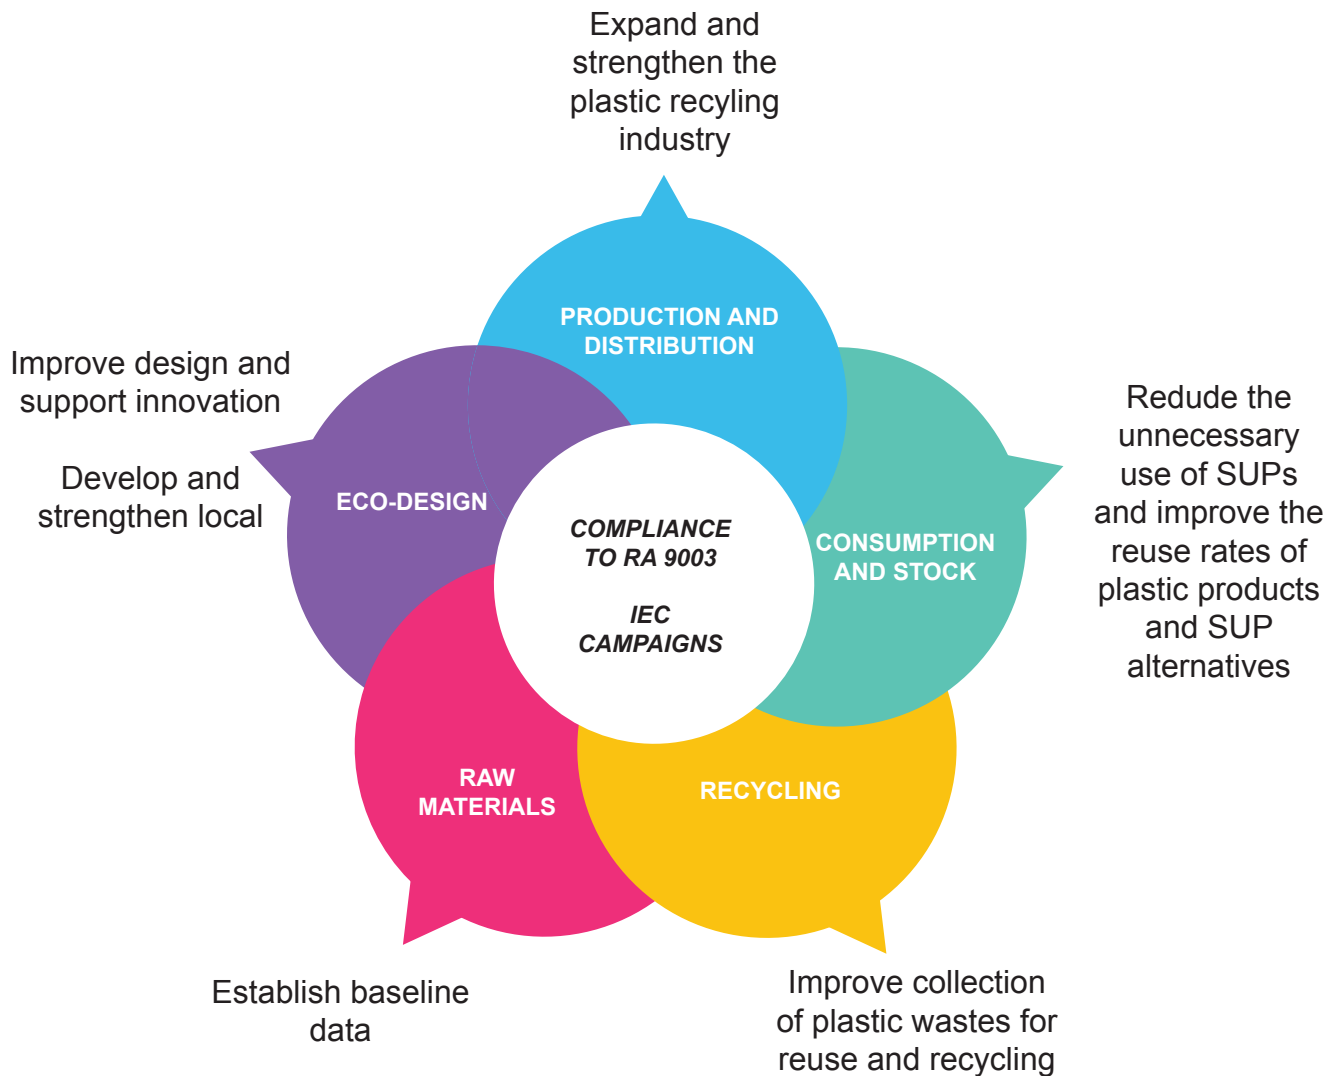 Expand and
strengthen the
plastic recyling
industry
PRODUCTION AND
DISTRIBUTION
Improve design and
support innovation
Develop and
strengthen local
ECO-DESIGN
COMPLIANCE
TO RA 9003
IEC
CAMPAIGNS
CONSUMPTION
AND STOCK
Redude the
unnecessary
use of SUPs
and improve the
reuse rates of
plastic products
and SUP
alternatives
RAW
MATERIALS
RECYCLING
Establish baseline
data
Improve collection
of plastic wastes for
reuse and recycling